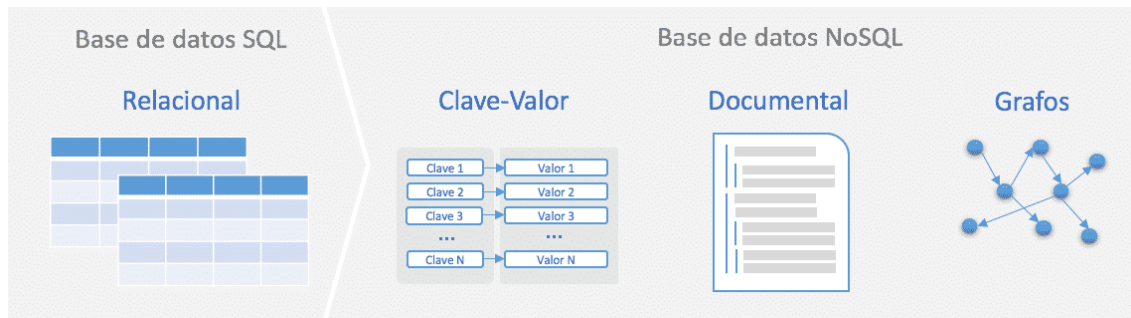 Base de datos SQL
Base de datos NoSQL
Relacional
Clave-Valor
Documental
Grafos
Clave 1
Valor 1
Clave 2
Valor 2
Clave 3
Valor 3
...
...
Clave N
Valor N